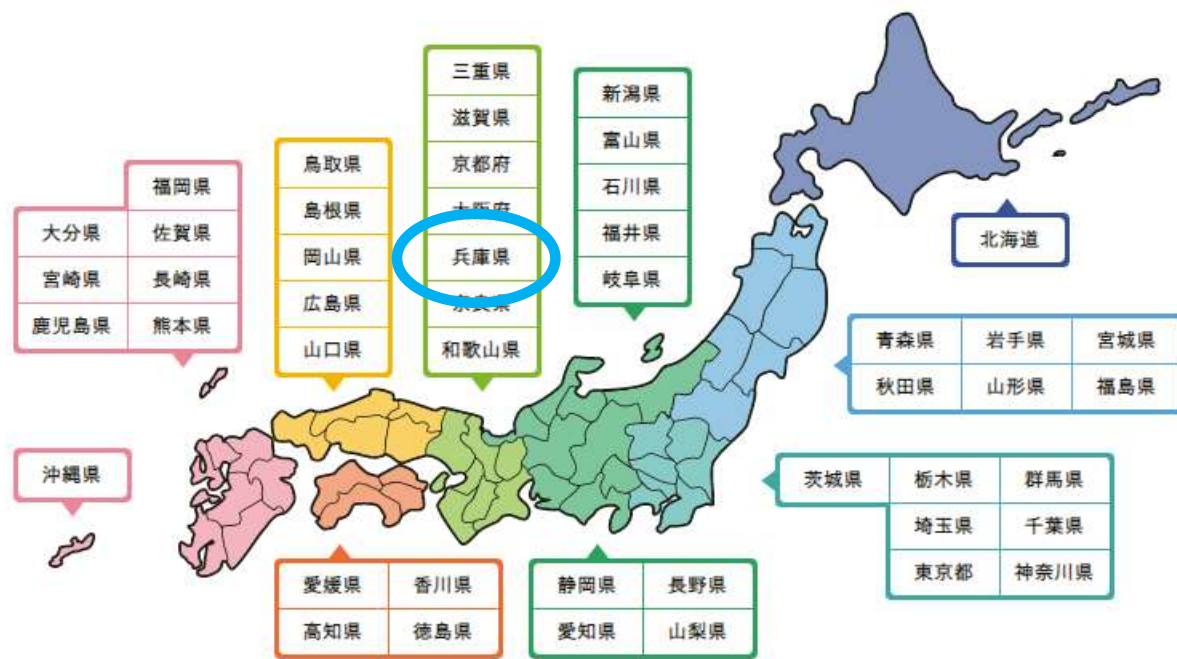 三重県
滋賀県
京都府
大阪府
兵庫県
奈良県
和歌山県
新潟県
富山県
石川県
福井県
岐阜県
鳥取県
島根県
岡山県
広島県
山口県
福岡県
大分県 佐賀県
宮崎県 長崎県
鹿児島県 熊本県
北海道
青森県 岩手県 宮城県
秋田県 山形県 福島県
沖縄県
茨城県 栃木県 群馬県
埼玉県 千葉県
東京都 神奈川県
愛媛県 香川県
高知県 徳島県
静岡県 長野県
愛知県 山梨県